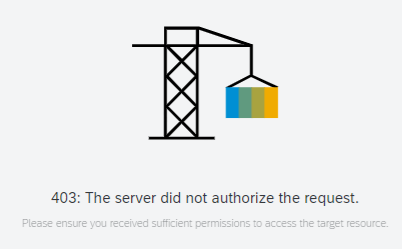 403: The server did not authorize the request.
Please ensure you received sufficient permissions to access the target resource.